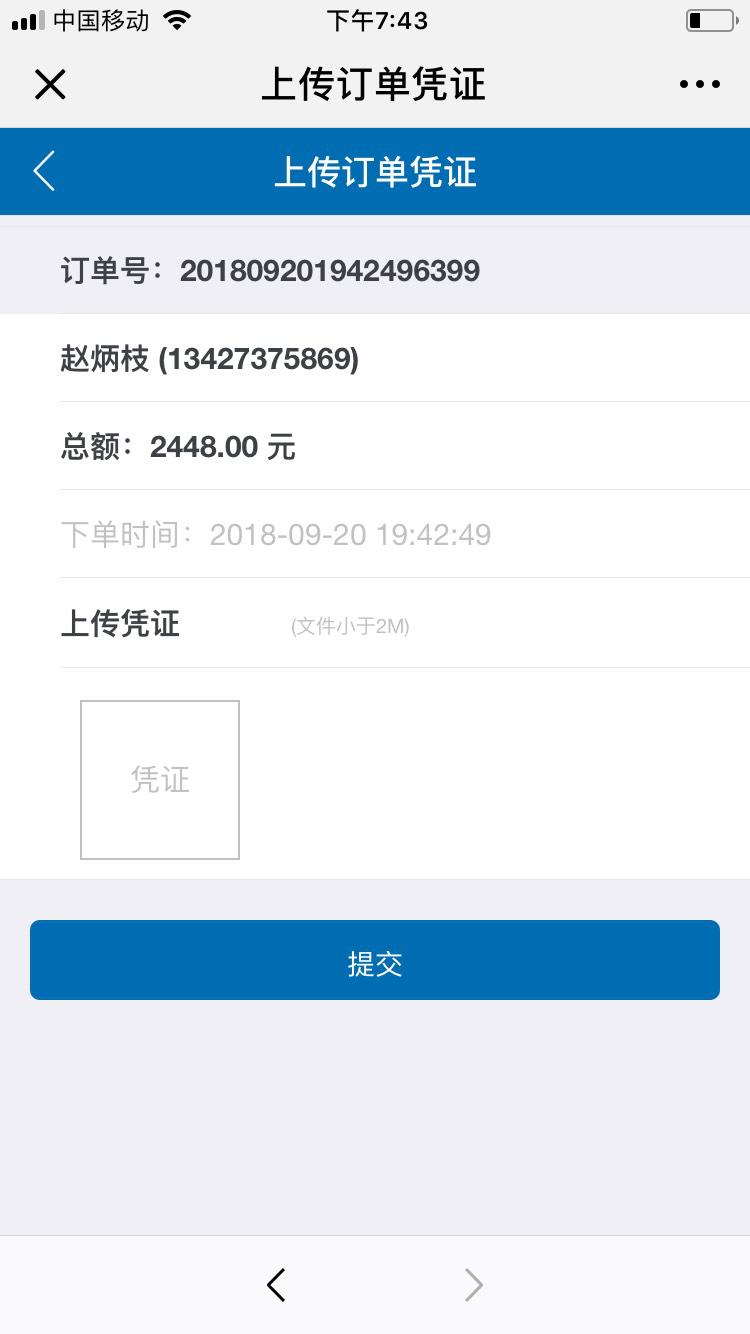 中国移动 下午7:43
上传订单凭证
上传订单凭证
订单号：201809201942496399
赵炳枝 (13427375869)
总额：2448.00 元
下单时间：2018-09-20 19:42:49
上传凭证 (文件小于2M)
凭证
提交